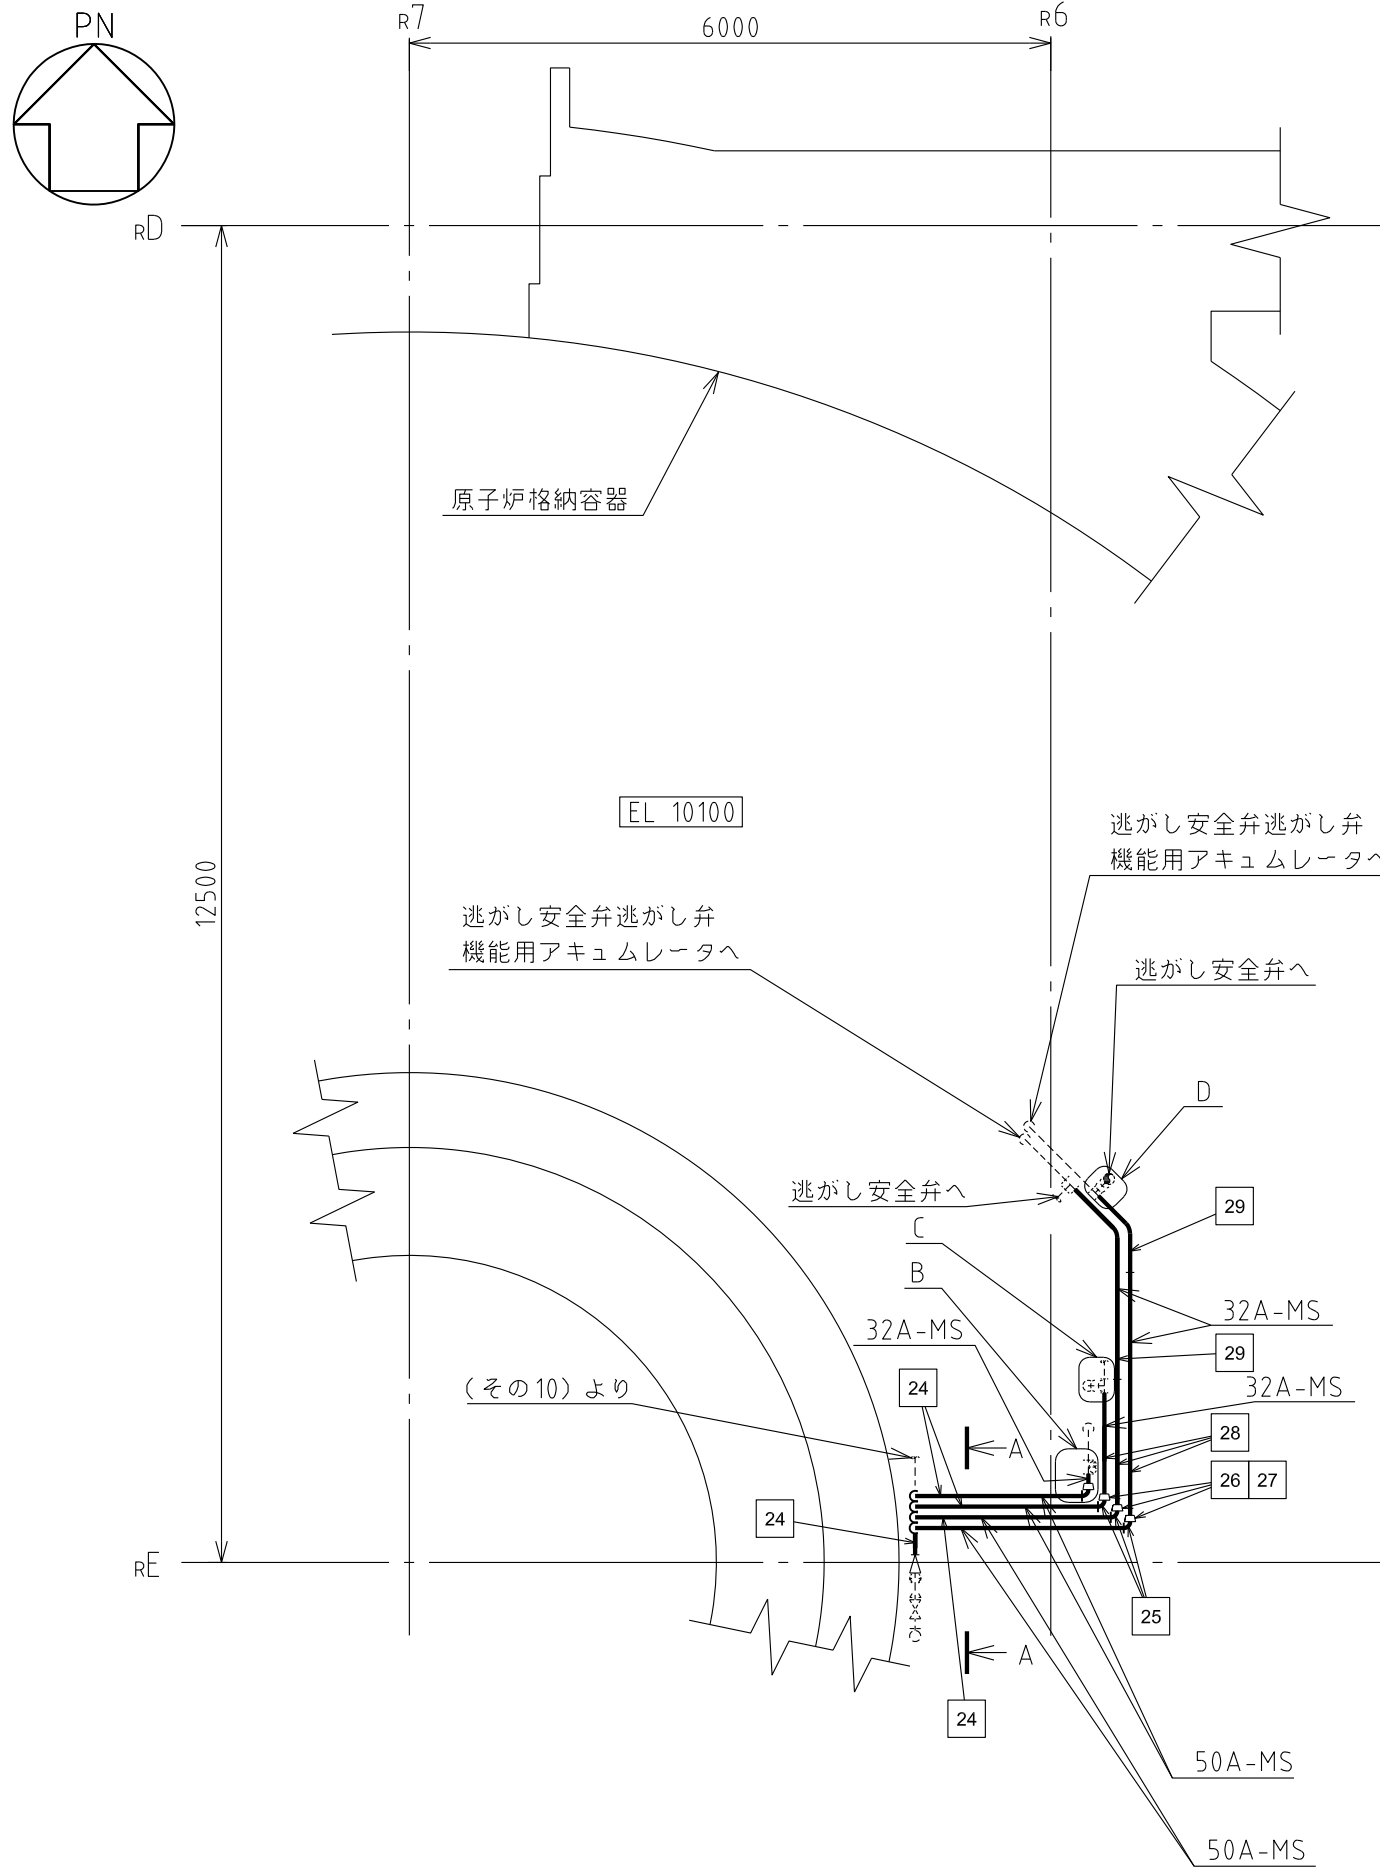 PN
R7
6000
R6
RD
原子炉格納容器
EL 10100
12500
逃がし安全弁逃がし弁
機能用アキュムレータへ
逃がし安全弁逃がし弁
機能用アキュムレータへ
逃がし安全弁へ
D
逃がし安全弁へ
29
C
B
32A-MS
32A-MS
29
(その10)より
24
32A-MS
A
28
26 27
24
RE
25
A
24
50A-MS
50A-MS